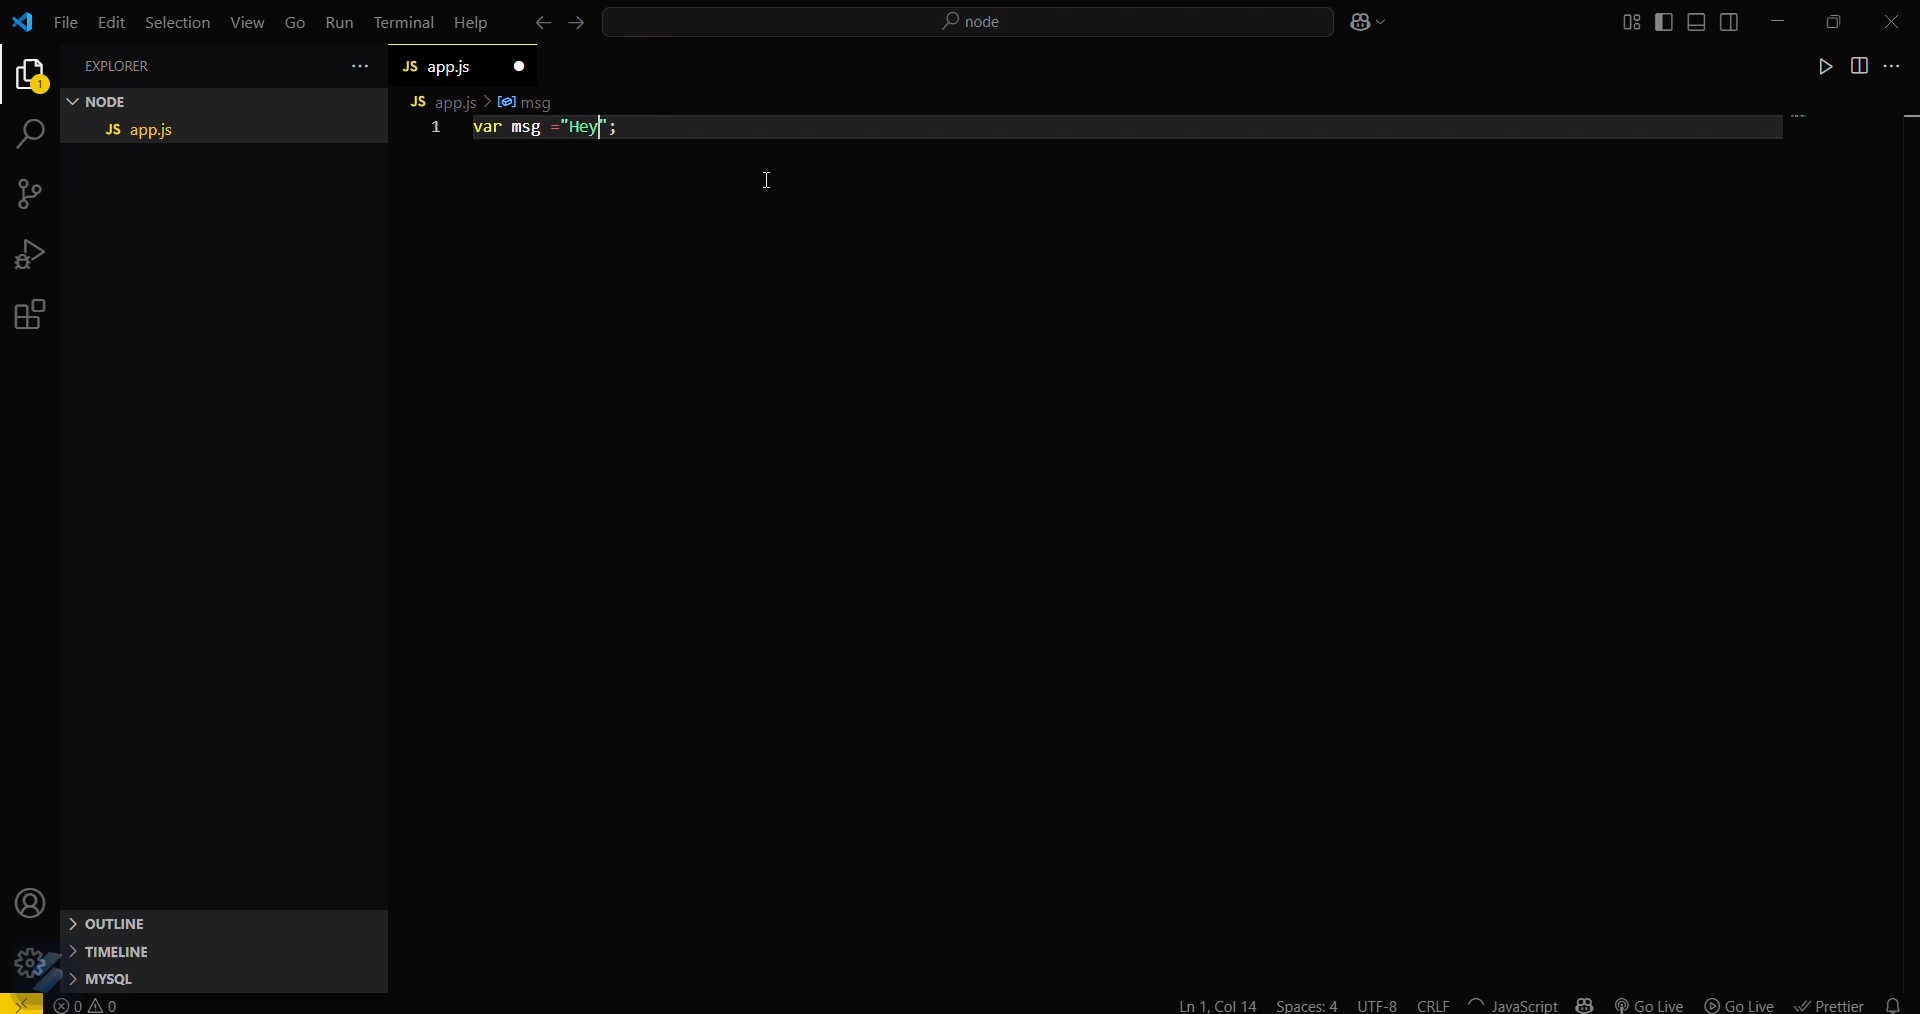 File Edit Selection View Go Run Terminal Help node
EXPLORER JS app.js
NODE
JS app.js > msg
JS app.js
1 var msg ="Hey";
1
OUTLINE
TIMELINE
MYSQL
0 0 Ln 1, Col 14 Spaces: 4 UTF-8 CRLF JavaScript Go Live Go Live Prettier